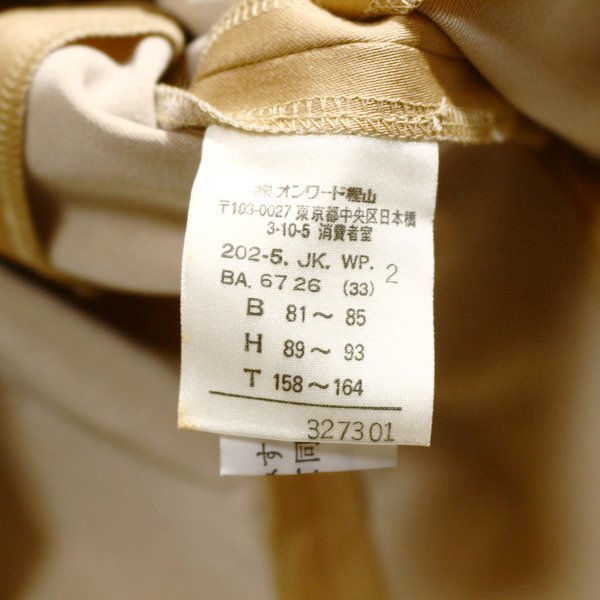 ㈱ オンワード樫山
〒103-0027 東京都中央区日本橋
3-10-5 消費者室
202-5. JK. WP. 2
BA. 6726 (33)
B 81〜 85
H 89〜 93
T 158〜164
327301
す